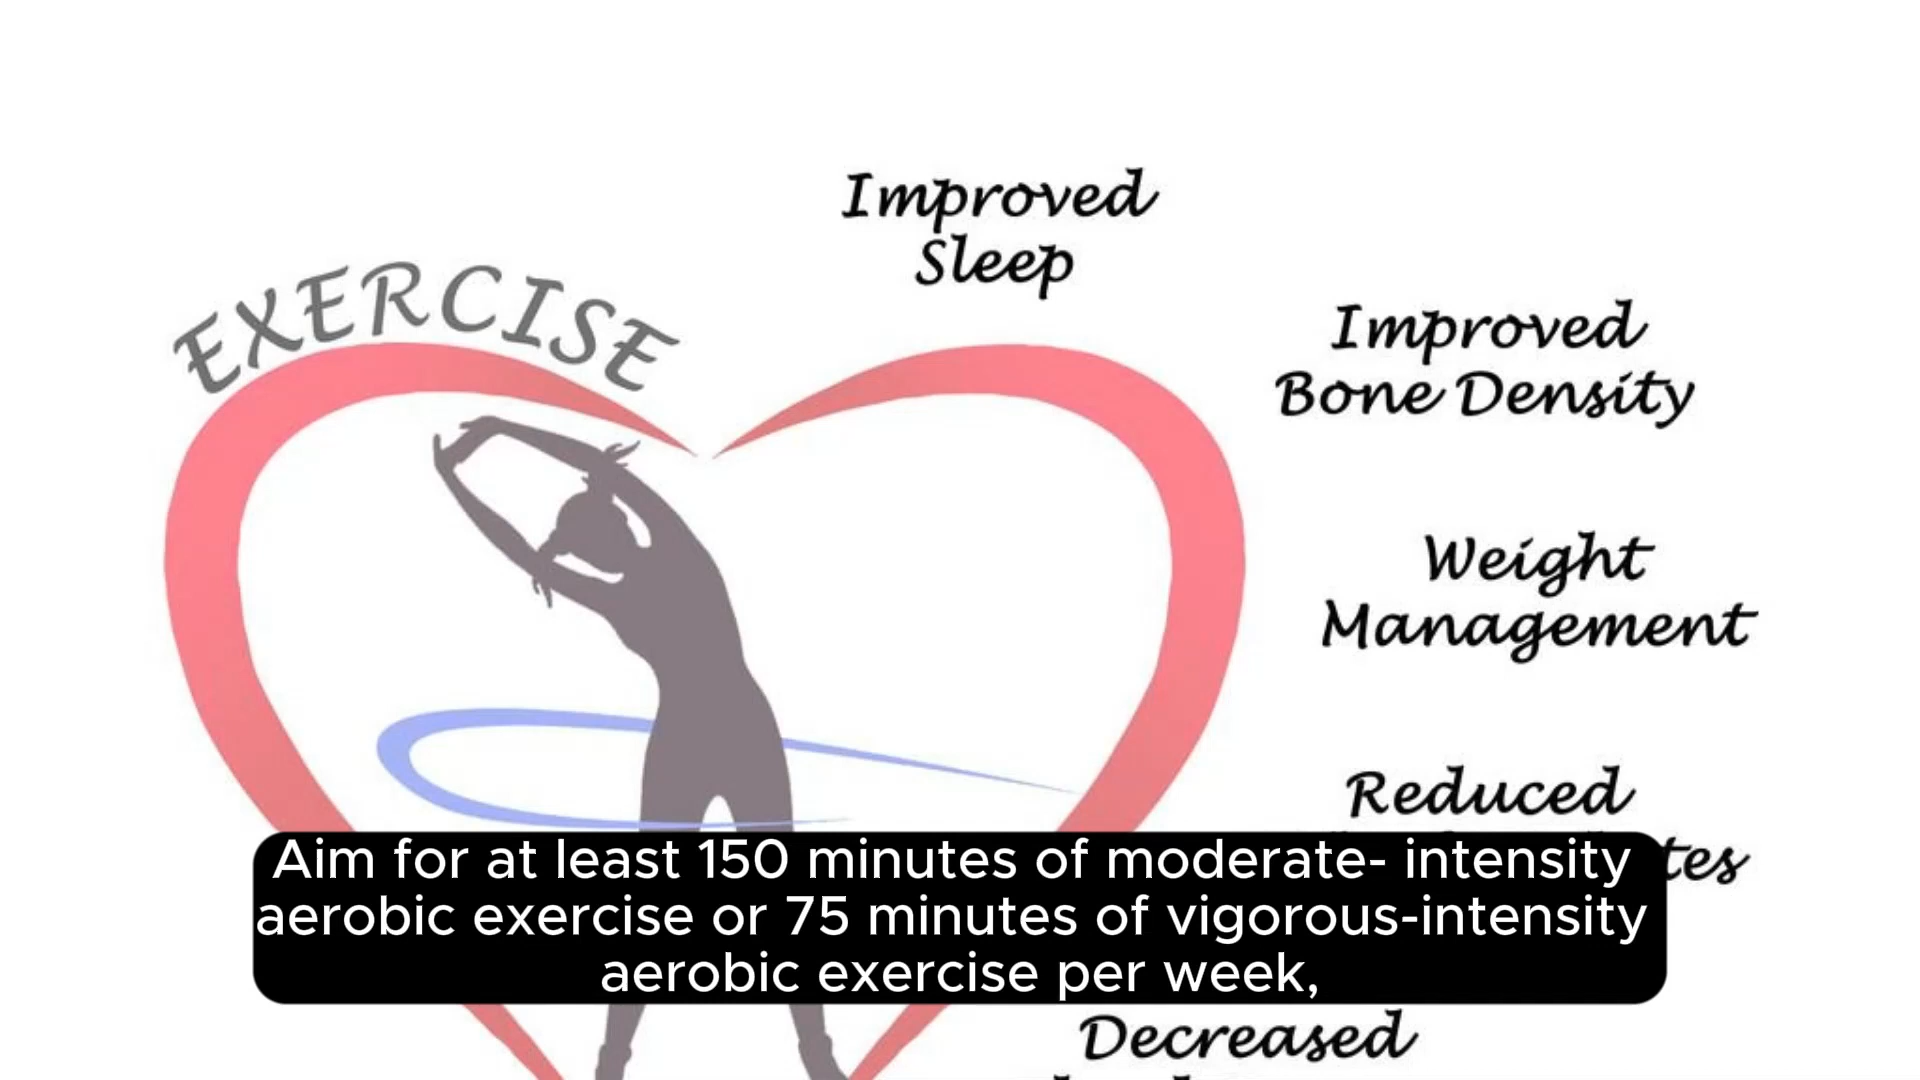 EXERCISE
Improved
Sleep
Improved
Bone Density
Weight
Management
Reduced
Aim for at least 150 minutes of moderate- intensity
aerobic exercise or 75 minutes of vigorous-intensity
aerobic exercise per week,
Decreased